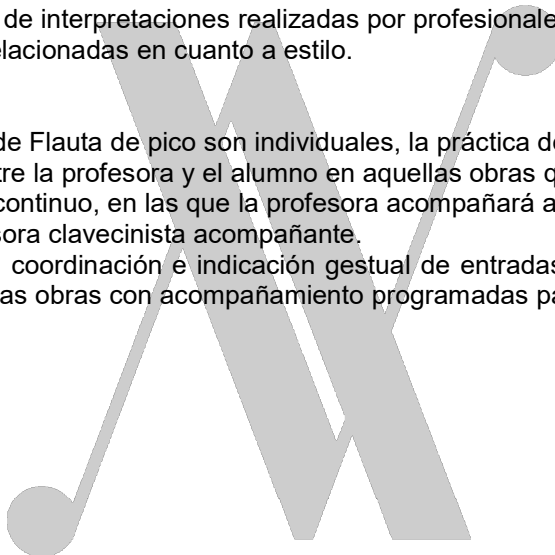 de interpretaciones realizadas por profesionale
elacionadas en cuanto a estilo.
de Flauta de pico son individuales, la práctica de
tre la profesora y el alumno en aquellas obras q
continuo, en las que la profesora acompañará a
sora clavecinista acompañante.
coordinación e indicación gestual de entradas
as obras con acompañamiento programadas pa